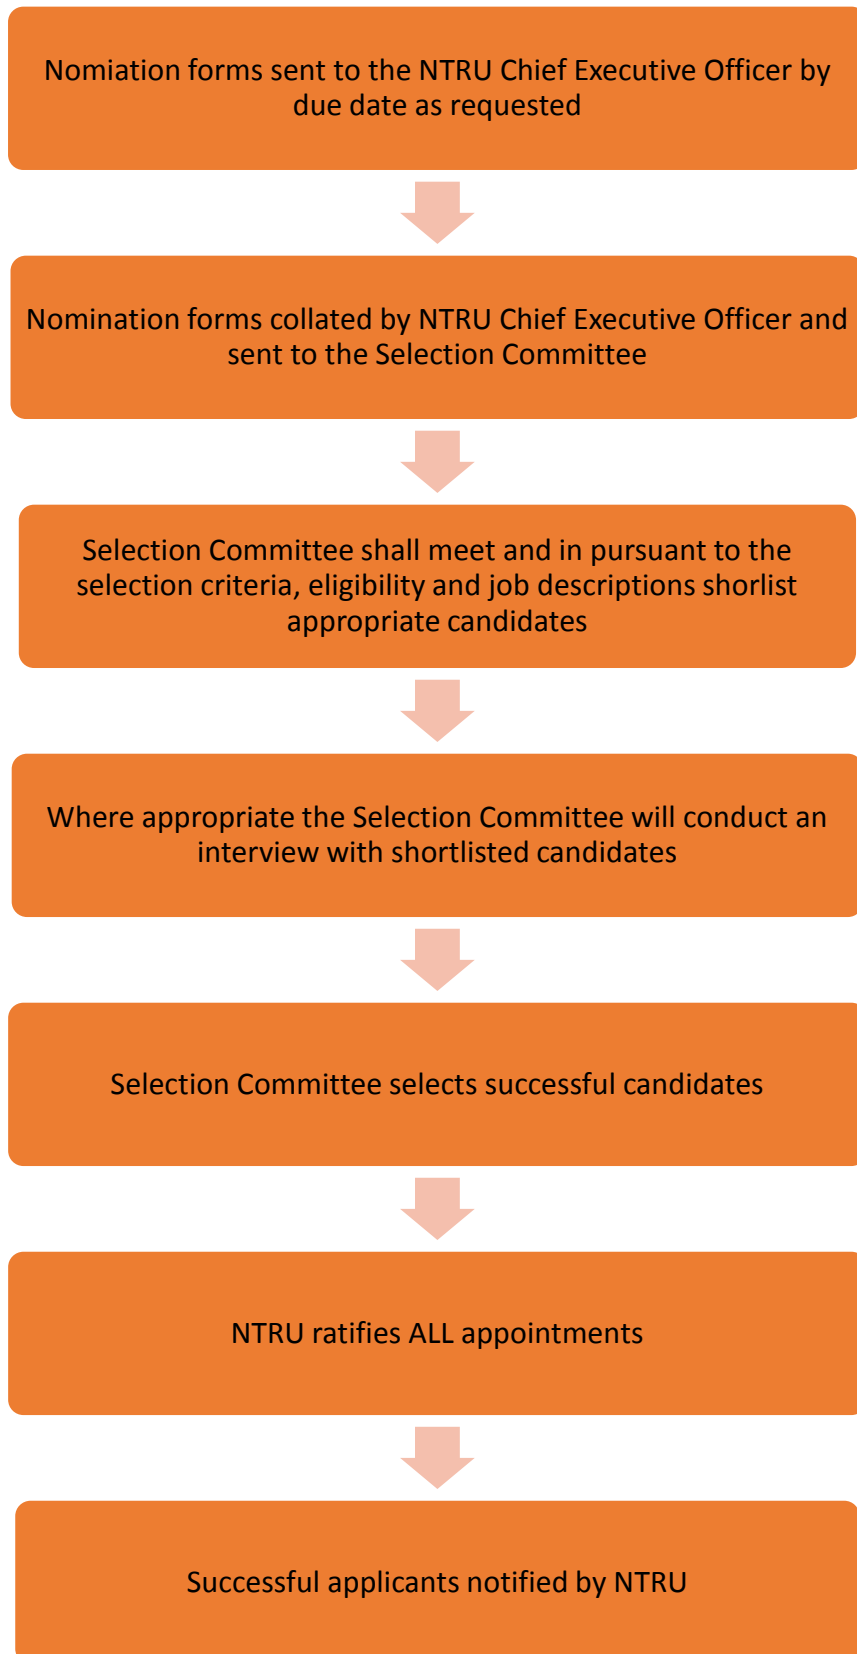 Nomiation forms sent to the NTRU Chief Executive Officer by
due date as requested
Nomination forms collated by NTRU Chief Executive Officer and
sent to the Selection Committee
Selection Committee shall meet and in pursuant to the
selection criteria, eligibility and job descriptions shorlist
appropriate candidates
Where appropriate the Selection Committee will conduct an
interview with shortlisted candidates
Selection Committee selects successful candidates
NTRU ratifies ALL appointments
Successful applicants notified by NTRU